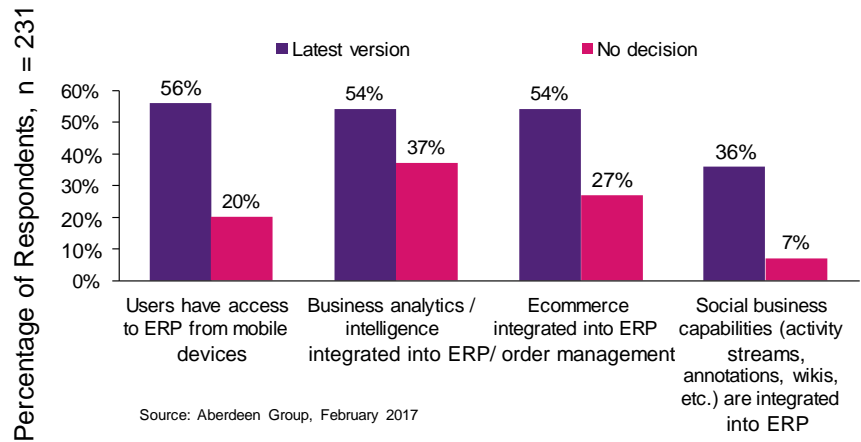 Percentage of Respondents, n = 231
Latest version
No decision
60%
50%
40%
30%
20%
10%
0%
56%
20%
54%
37%
54%
27%
36%
7%
Users have access
to ERP from mobile
devices
Business analytics /
intelligence
integrated into ERP
Ecommerce
integrated into ERP
/ order management
Social business
capabilities (activity
streams,
annotations, wikis,
etc.) are integrated
into ERP
Source: Aberdeen Group, February 2017